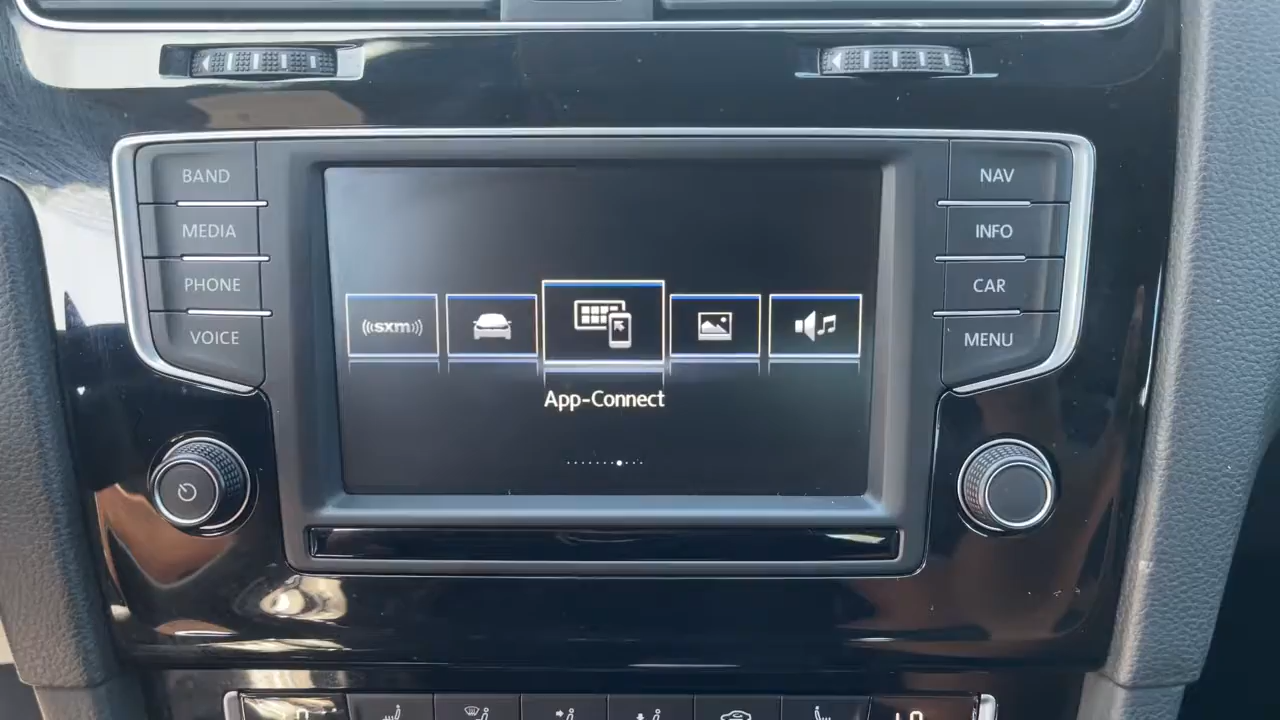 BAND
MEDIA
PHONE
VOICE
NAV
INFO
CAR
MENU
((sxm))
App-Connect